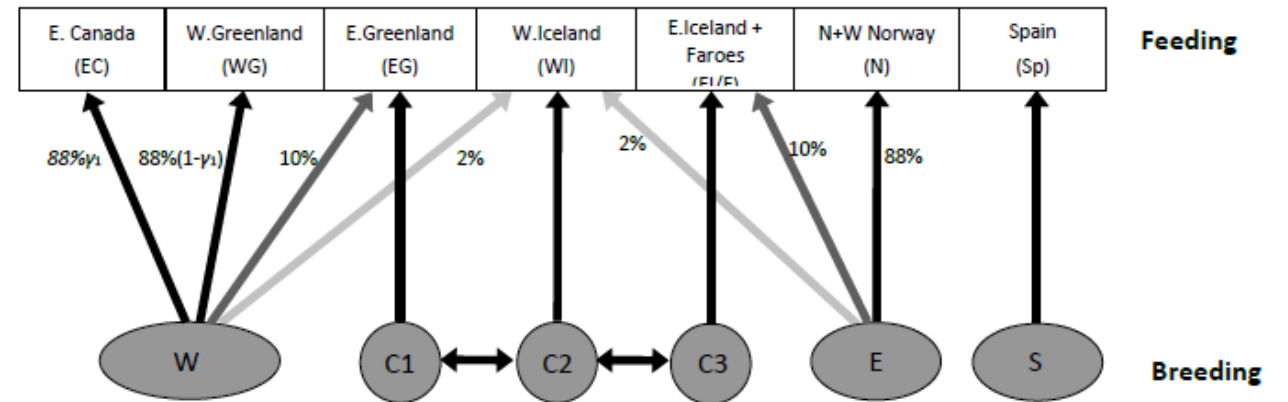 E. Canada
(EC)
W.Greenland
(WG)
E.Greenland
(EG)
W.Iceland
(WI)
E.Iceland +
Faroes
(EI/F)
N+W Norway
(N)
Spain
(Sp)
Feeding
88%γ₁
88%(1-γ₁)
10%
2%
2%
10%
88%
W
C1
C2
C3
E
S
Breeding